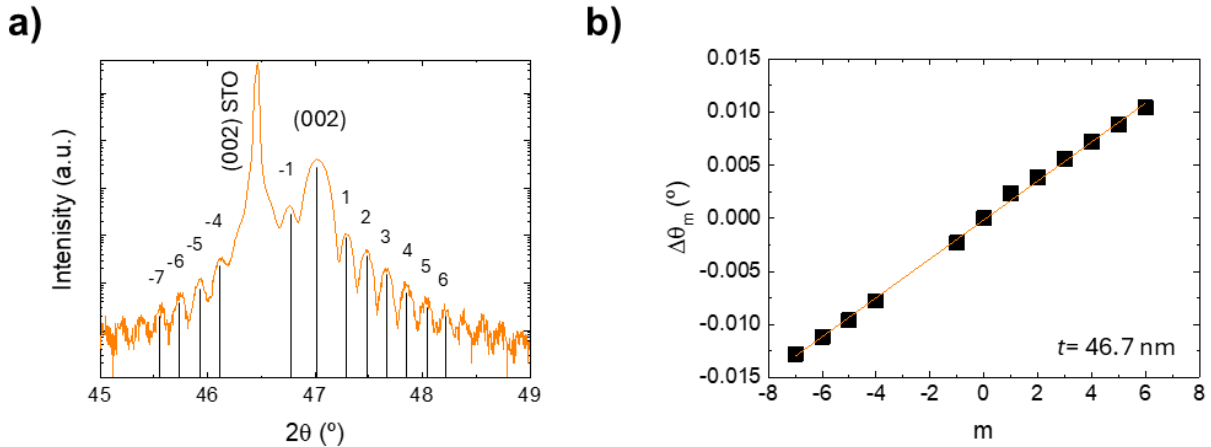 a)
Intenisity (a.u.)
(002) STO
(002)
-7
-6
-5
-4
-1
1
2
3
4
5
6
45 46 47 48 49
2θ (º)
b)
Δθm (º)
0.015
0.010
0.005
0.000
-0.005
-0.010
-0.015
t= 46.7 nm
-8 -6 -4 -2 0 2 4 6 8
m